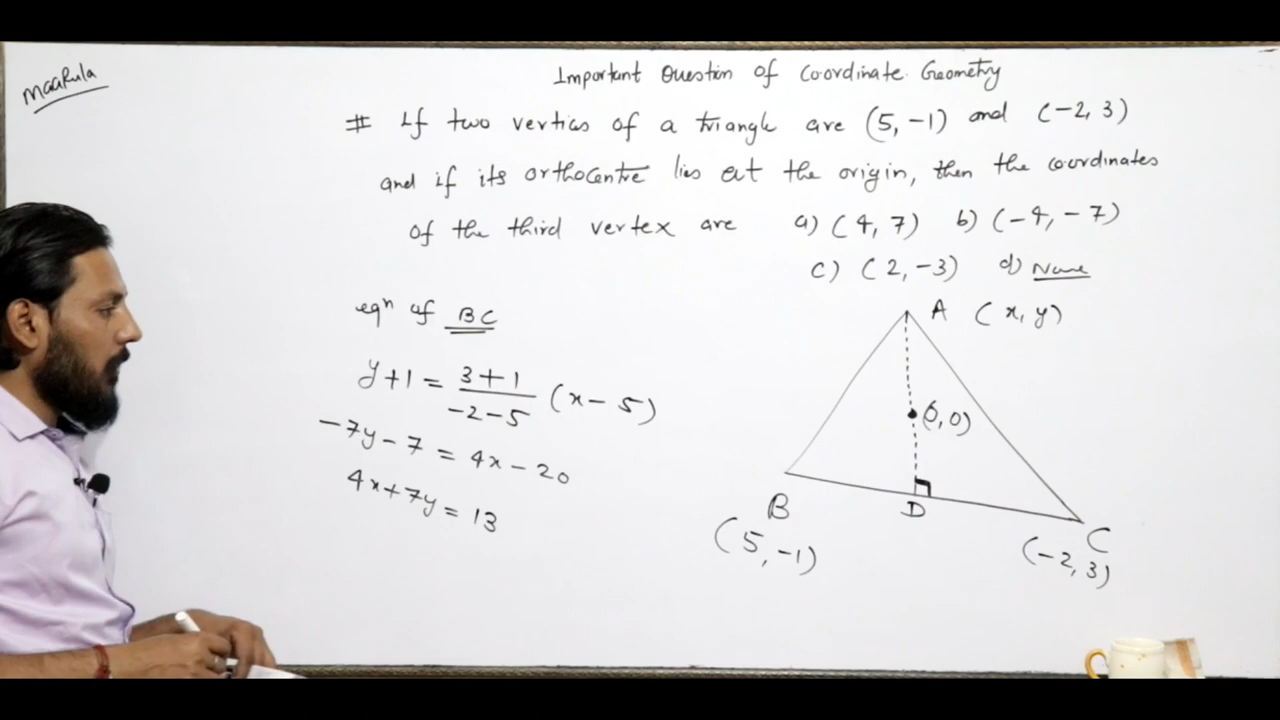 MaaRula
Important Question of Coordinate Geometry
# If two vertics of a triangle are (5, -1) and (-2, 3)
and if its orthocentre lies at the origin, then the coordinates
of the third vertex are a) (4, 7) b) (-4, -7)
c) (2, -3) d) None
eqⁿ of BC
y+1 = 3+1/-2-5 (x-5)
-7y-7 = 4x-20
4x+7y = 13
A (x, y)
(0, 0)
B D C
(5, -1) (-2, 3)